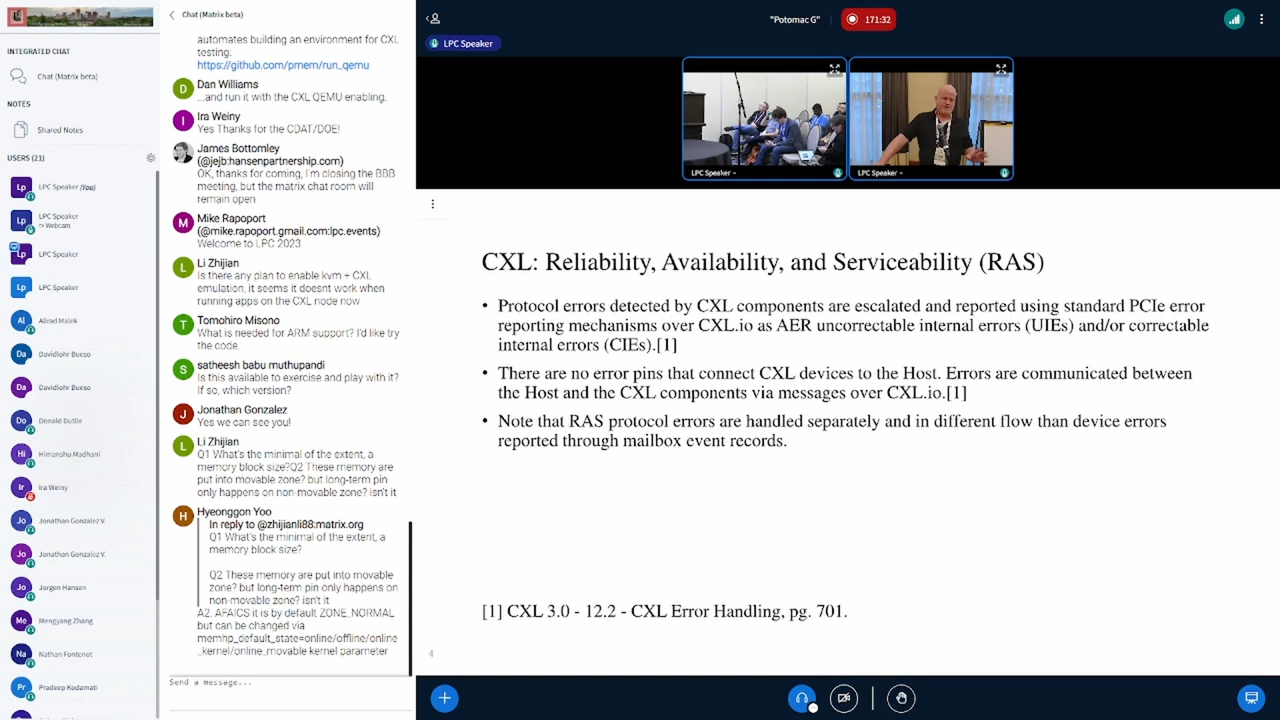 INTEGRATED CHAT
Chat (Matrix beta)
NOTES
Shared Notes
USERS (21)
Lp
LPC Speaker (You)
Lp
LPC Speaker
Webcam
Lp
LPC Speaker
Lp
LPC Speaker
Al
Da
Davidlohr Bueso
Da
Davidlohr Bueso
Do
Donald Dutile
Hi
Himanshu Madhani
Ir
Ira Weiny
Jo
Jonathan Gonzalez V.
Jo
Jonathan Gonzalez V.
Jo
Jorgen Hansen
Me
Mengyang Zhang
Na
Nathan Fontenot
Pr
Pradeep Kodamati
Chat (Matrix beta)
automates building an environment for CXL
testing:
https://github.com/pmem/run_qemu
D
Dan Williams
...and run it with the CXL QEMU enabling.
I
Ira Weiny
Yes Thanks for the CDAT/DOE!
James Bottomley
(@jejb:hansenpartnership.com)
OK, thanks for coming, I'm closing the BBB
meeting, but the matrix chat room will
remain open
M
Mike Rapoport
(@mike.rapoport.gmail.com:lpc.events)
Welcome to LPC 2023
L
Li Zhijian
Is there any plan to enable kvm + CXL
emulation, it seems it doesnt work when
running apps on the CXL node now
T
Tomohiro Misono
What is needed for ARM support? I'd like try
the code.
S
satheesh babu muthupandi
Is this available to exercise and play with it?
If so, which version?
J
Jonathan Gonzalez
Yes we can see you!
L
Li Zhijian
Q1 What's the minimal of the extent, a
memory block size?Q2 These memory are
put into movable zone? but long-term pin
only happens on non-movable zone? isn't it
H
Hyeonggon Yoo
In reply to @zhijianli88:matrix.org
Q1 What's the minimal of the extent, a
memory block size?
Q2 These memory are put into movable
zone? but long-term pin only happens on
non-movable zone? isn't it
A2. AFAICS it is by default ZONE_NORMAL
but can be changed via
memhp_default_state=online/offline/online
_kernel/online_movable kernel parameter
Send a message...
"Potomac G"
171:32
LPC Speaker
LPC Speaker
LPC Speaker
CXL: Reliability, Availability, and Serviceability (RAS)
• Protocol errors detected by CXL components are escalated and reported using standard PCIe error
reporting mechanisms over CXL.io as AER uncorrectable internal errors (UIEs) and/or correctable
internal errors (CIEs).[1]
• There are no error pins that connect CXL devices to the Host. Errors are communicated between
the Host and the CXL components via messages over CXL.io.[1]
• Note that RAS protocol errors are handled separately and in different flow than device errors
reported through mailbox event records.
[1] CXL 3.0 - 12.2 - CXL Error Handling, pg. 701.
4